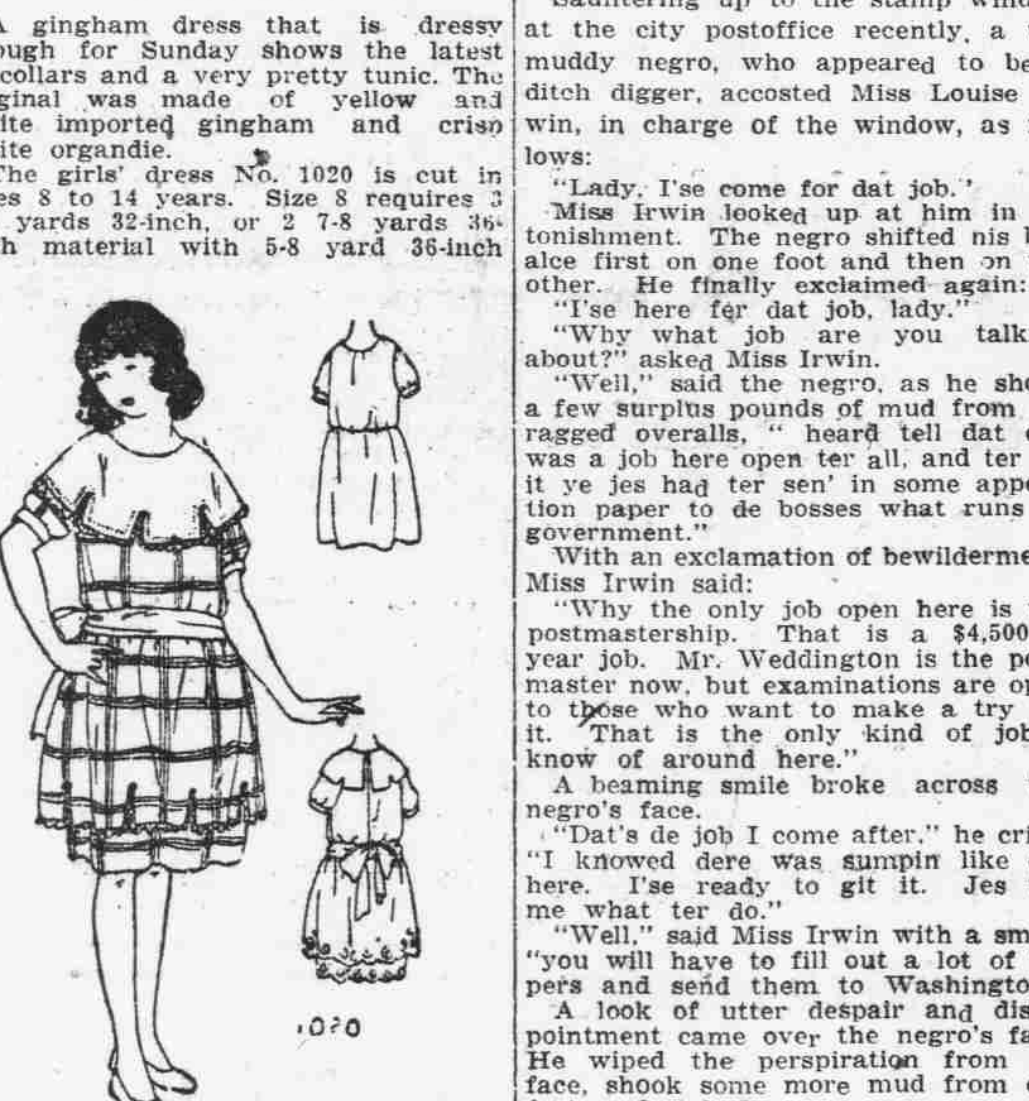 A gingham dress that is dressy
ough for Sunday shows the latest
collars and a very pretty tunic. The
ginal was made of yellow and
ite imported gingham and crisp
ite organdie.
The girls' dress No. 1020 is cut in
es 8 to 14 years. Size 8 requires 3
yards 32-inch, or 2 7-8 yards 36-
h material with 5-8 yard 36-inch
1020
Sauntering up to the stamp wind
at the city postoffice recently, a
muddy negro, who appeared to be
ditch digger, accosted Miss Louise
win, in charge of the window, as
lows:
"Lady, I'se come for dat job."
Miss Irwin looked up at him in
tonishment. The negro shifted nis
alce first on one foot and then on
other. He finally exclaimed again:
"I'se here fer dat job, lady."
"Why what job are you talk
about?" asked Miss Irwin.
"Well," said the negro, as he sho
a few surplus pounds of mud from
ragged overalls, " heard tell dat
was a job here open ter all, and ter
it ye jes had ter sen' in some app
tion paper to de bosses what runs
government."
With an exclamation of bewilderme
Miss Irwin said:
"Why the only job open here is
postmastership. That is a $4,500
year job. Mr. Weddington is the po
master now, but examinations are op
to those who want to make a try
it. That is the only kind of job
know of around here."
A beaming smile broke across
negro's face.
"Dat's de job I come after," he cri
"I knowed dere was sumpin like
here. I'se ready to git it. Jes
me what ter do."
"Well," said Miss Irwin with a sm
"you will have to fill out a lot of
pers and send them to Washingto
A look of utter despair and dis
pointment came over the negro's fa
He wiped the perspiration from
face, shook some more mud from